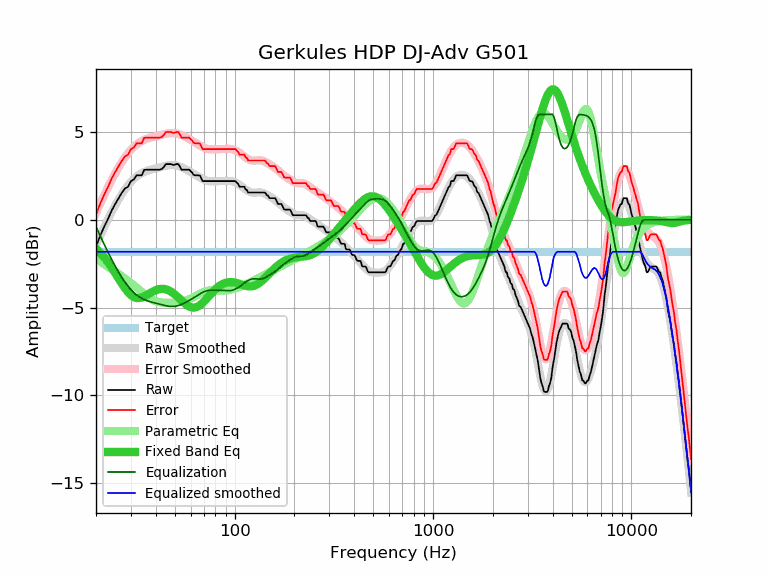 Gerkules HDP DJ-Adv G501
Amplitude (dBr)
5
0
−5
−10
−15
Target
Raw Smoothed
Error Smoothed
Raw
Error
Parametric Eq
Fixed Band Eq
Equalization
Equalized smoothed
100
1000
10000
Frequency (Hz)